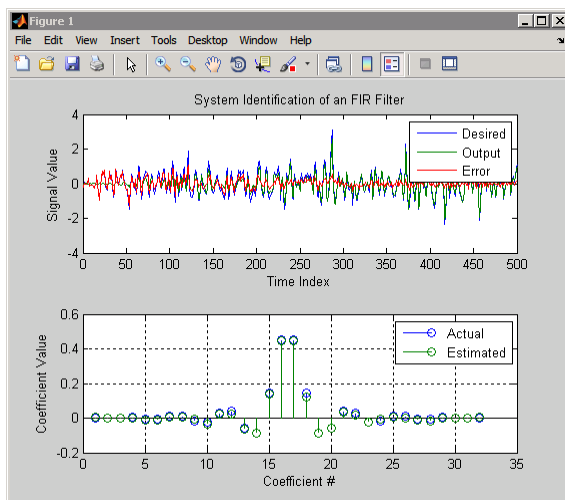 Figure 1
File Edit View Insert Tools Desktop Window Help
System Identification of an FIR Filter
Signal Value
4
2
0
-2
-4
Desired
Output
Error
0 50 100 150 200 250 300 350 400 450 500
Time Index
Coefficient Value
0.6
0.4
0.2
0
-0.2
Actual
Estimated
0 5 10 15 20 25 30 35
Coefficient #